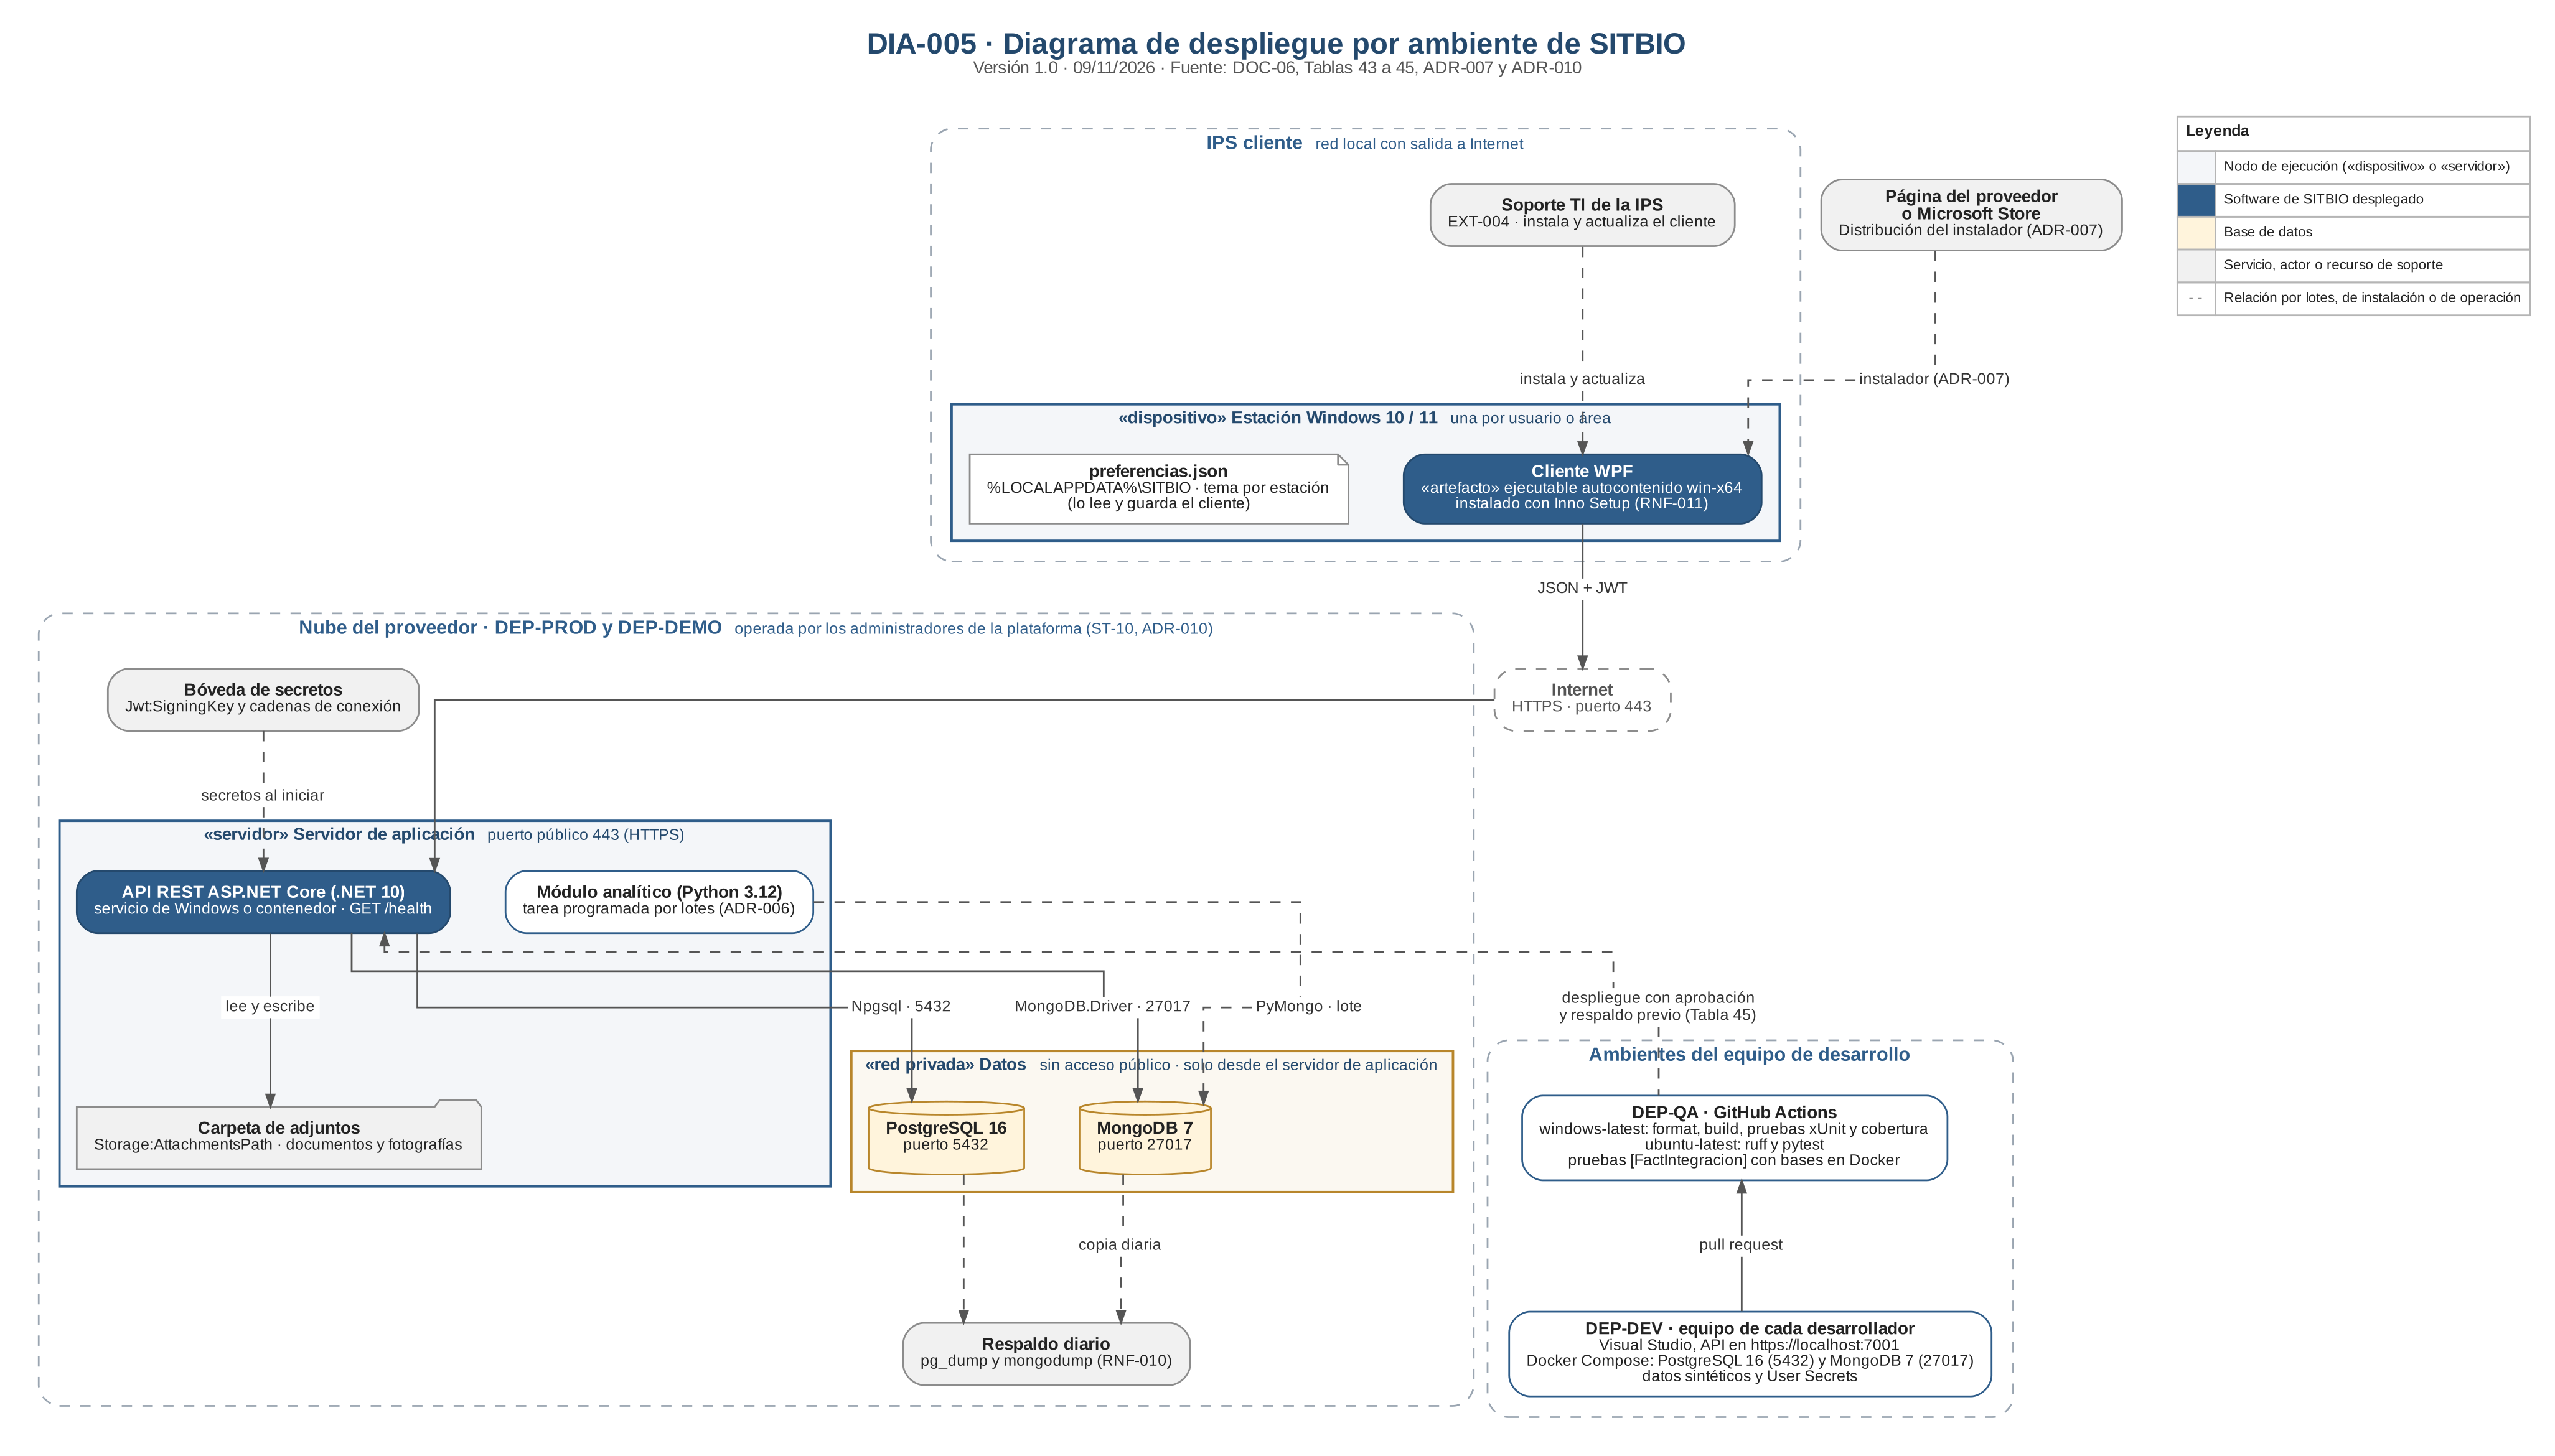 DIA-005 · Diagrama de despliegue por ambiente de SITBIO
Versión 1.0 · 09/11/2026 · Fuente: DOC-06, Tablas 43 a 45, ADR-007 y ADR-010
Leyenda
Nodo de ejecución («dispositivo» o «servidor»)
Software de SITBIO desplegado
Base de datos
Servicio, actor o recurso de soporte
- - Relación por lotes, de instalación o de operación
IPS cliente red local con salida a Internet
Soporte TI de la IPS
EXT-004 · instala y actualiza el cliente
Página del proveedor
o Microsoft Store
Distribución del instalador (ADR-007)
instala y actualiza
instalador (ADR-007)
«dispositivo» Estación Windows 10 / 11 una por usuario o área
preferencias.json
%LOCALAPPDATA%\SITBIO · tema por estación
(lo lee y guarda el cliente)
Cliente WPF
«artefacto» ejecutable autocontenido win-x64
instalado con Inno Setup (RNF-011)
JSON + JWT
Internet
HTTPS · puerto 443
Nube del proveedor · DEP-PROD y DEP-DEMO operada por los administradores de la plataforma (ST-10, ADR-010)
Bóveda de secretos
Jwt:SigningKey y cadenas de conexión
secretos al iniciar
«servidor» Servidor de aplicación puerto público 443 (HTTPS)
API REST ASP.NET Core (.NET 10)
servicio de Windows o contenedor · GET /health
Módulo analítico (Python 3.12)
tarea programada por lotes (ADR-006)
lee y escribe
Npgsql · 5432
MongoDB.Driver · 27017
PyMongo · lote
Carpeta de adjuntos
Storage:AttachmentsPath · documentos y fotografías
«red privada» Datos sin acceso público · solo desde el servidor de aplicación
PostgreSQL 16
puerto 5432
MongoDB 7
puerto 27017
copia diaria
Respaldo diario
pg_dump y mongodump (RNF-010)
despliegue con aprobación
y respaldo previo (Tabla 45)
Ambientes del equipo de desarrollo
DEP-QA · GitHub Actions
windows-latest: format, build, pruebas xUnit y cobertura
ubuntu-latest: ruff y pytest
pruebas [FactIntegracion] con bases en Docker
pull request
DEP-DEV · equipo de cada desarrollador
Visual Studio, API en https://localhost:7001
Docker Compose: PostgreSQL 16 (5432) y MongoDB 7 (27017)
datos sintéticos y User Secrets